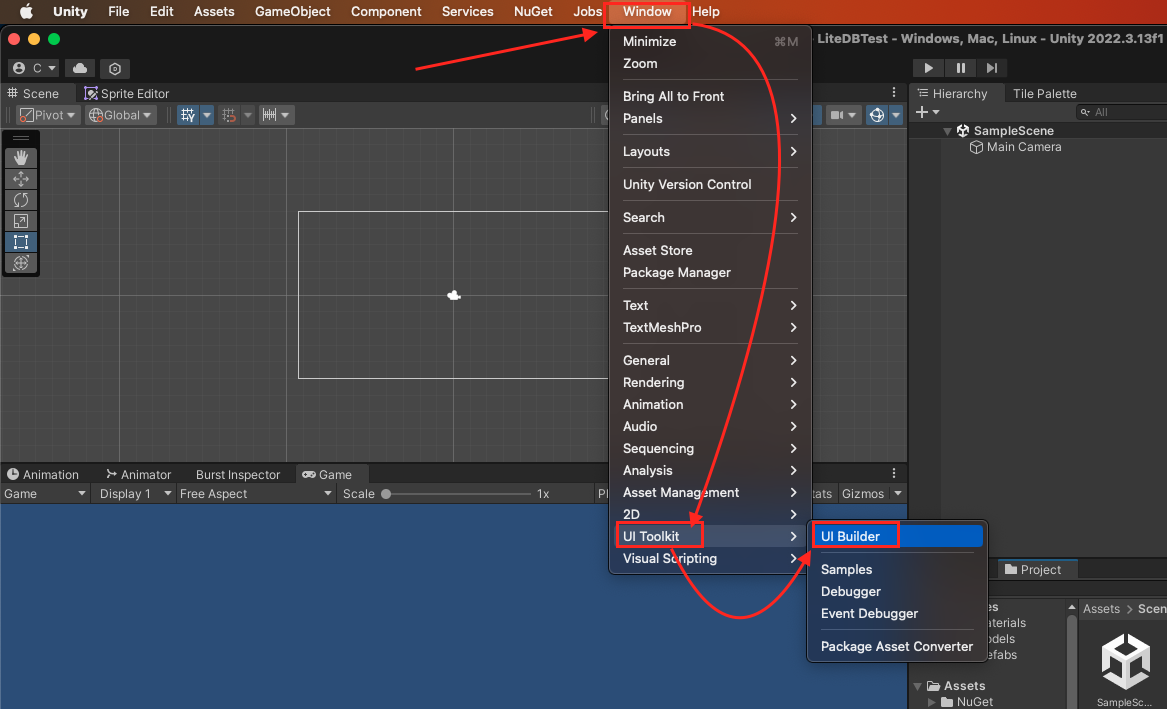 Unity File Edit Assets GameObject Component Services NuGet Jobs Window Help
LiteDBTest - Windows, Mac, Linux - Unity 2022.3.13f1
C
Scene
Sprite Editor
Pivot
Global
Minimize ⌘M
Zoom
Bring All to Front
Panels
Layouts
Unity Version Control
Search
Asset Store
Package Manager
Text
TextMeshPro
General
Rendering
Animation
Audio
Sequencing
Analysis
Asset Management
2D
UI Toolkit
Visual Scripting
UI Builder
Samples
Debugger
Event Debugger
Package Asset Converter
Hierarchy
Tile Palette
All
SampleScene
Main Camera
Animation
Animator
Burst Inspector
Game
Game
Display 1
Free Aspect
Scale
1x
Pl
tats
Gizmos
Project
es
aterials
odels
efabs
Assets
NuGet
Assets > Scen
SampleSc...